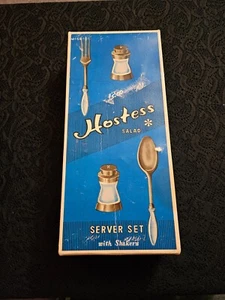 Hostess
SALAD
SERVER SET
with Shakers